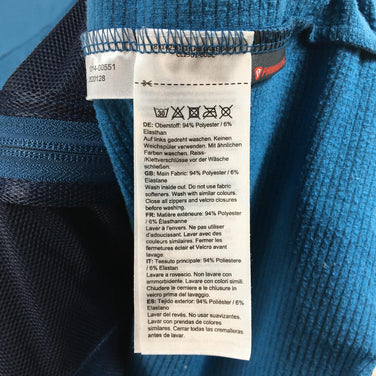 014-00551
202128
DE: Oberstoff: 94% Polyester / 6%
Elasthan
Auf links gedreht waschen. Keinen
Weichspüler verwenden. Mit ähnlichen
Farben waschen. Reiss-
/Klettverschlüsse vor der Wäsche
schließen.
GB: Main Fabric: 94% Polyester / 6%
Elastane
Wash inside out. Do not use fabric
softeners. Wash with similar colours.
Close all zippers and velcro closures
before washing.
FR: Matière extérieure: 94% Polyester
/ 6% Élasthanne
Laver à l'envers. Ne pas utiliser
d'adoucissant. Laver avec des
couleurs similaires. Fermer les
fermetures éclair et Velcro avant
lavage.
IT: Tessuto principale: 94% Poliestere
/ 6% Elastan
Lavare a rovescio. Non lavare con
ammorbidente. Lavare con colori simili.
Chiudere le cerniere e le chiusure in
velcro prima del lavaggio.
ES: Tejido exterior: 94% Poliéster / 6%
Elastano
Lavar del revés. No usar suavizantes.
Lavar con prendas de colores
similares. Cerrar todas las cremalleras
antes de lavar.